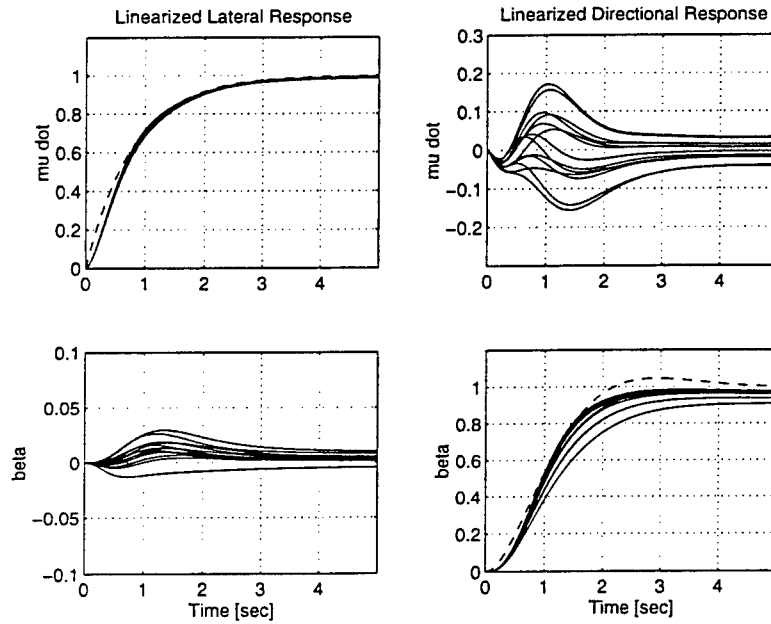 Linearized Lateral Response
1
0.8
0.6
0.4
0.2
0
mu dot
0 1 2 3 4
Linearized Directional Response
0.3
0.2
0.1
0
−0.1
−0.2
mu dot
0 1 2 3 4 5
0.1
0.05
0
−0.05
−0.1
beta
0 1 2 3 4
Time [sec]
1
0.8
0.6
0.4
0.2
0
beta
0 1 2 3 4 5
Time [sec]